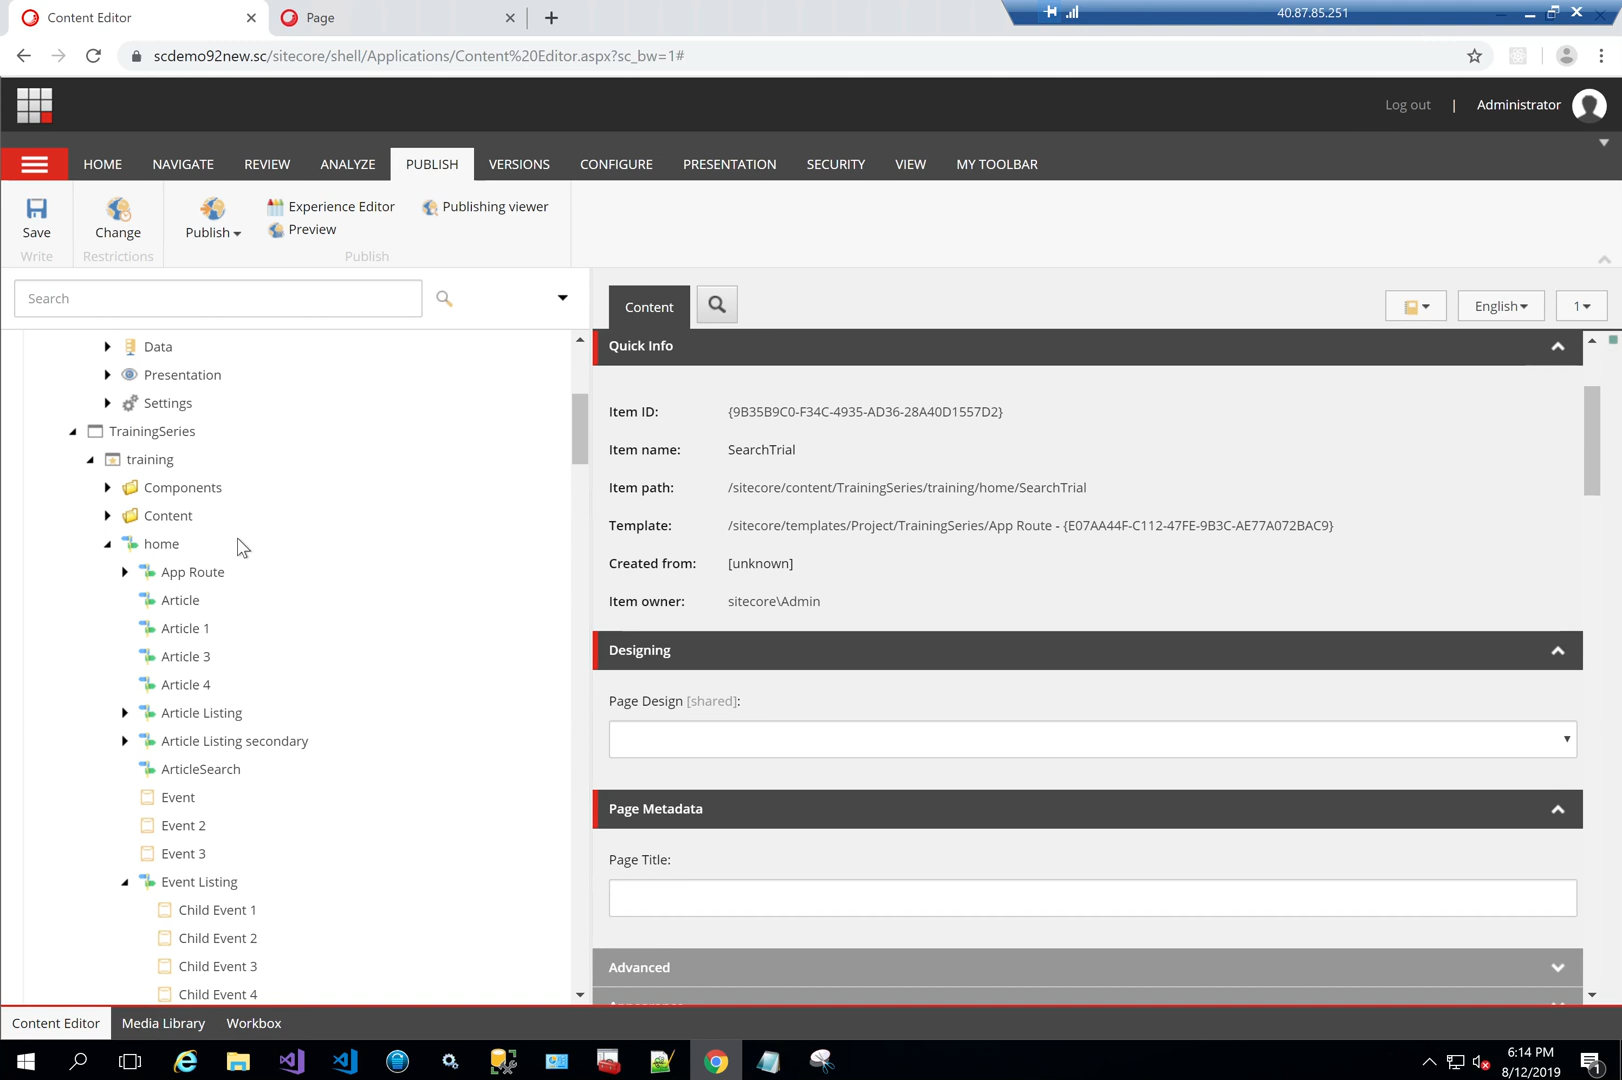 Content Editor
Page
40.87.85.251
scdemo92new.sc/sitecore/shell/Applications/Content%20Editor.aspx?sc_bw=1#
Log out | Administrator
HOME NAVIGATE REVIEW ANALYZE PUBLISH VERSIONS CONFIGURE PRESENTATION SECURITY VIEW MY TOOLBAR
Save
Write
Change
Restrictions
Publish
Experience Editor
Preview
Publishing viewer
Publish
Search
Content
English
1
Data
Presentation
Settings
TrainingSeries
training
Components
Content
home
App Route
Article
Article 1
Article 3
Article 4
Article Listing
Article Listing secondary
ArticleSearch
Event
Event 2
Event 3
Event Listing
Child Event 1
Child Event 2
Child Event 3
Child Event 4
Quick Info
Item ID: {9B35B9C0-F34C-4935-AD36-28A40D1557D2}
Item name: SearchTrial
Item path: /sitecore/content/TrainingSeries/training/home/SearchTrial
Template: /sitecore/templates/Project/TrainingSeries/App Route - {E07AA44F-C112-47FE-9B3C-AE77A072BAC9}
Created from: [unknown]
Item owner: sitecore\Admin
Designing
Page Design [shared]:
Page Metadata
Page Title:
Advanced
Content Editor Media Library Workbox
6:14 PM
8/12/2019
1